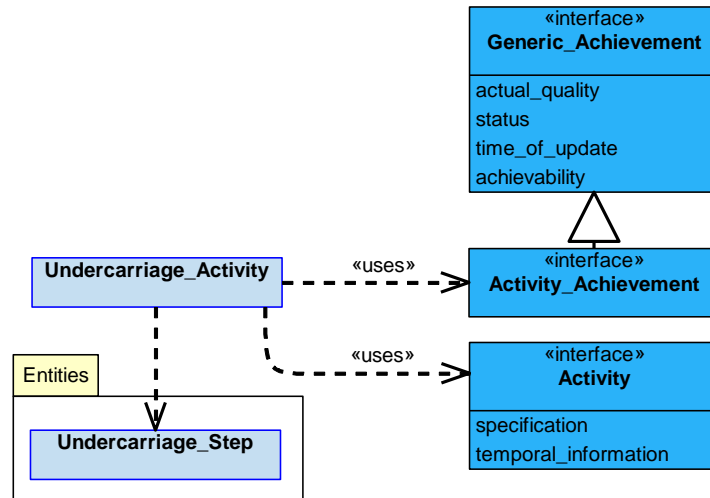 «interface»
Generic_Achievement
actual_quality
status
time_of_update
achievability
Undercarriage_Activity
«uses»
«interface»
Activity_Achievement
«uses»
«interface»
Activity
specification
temporal_information
Entities
Undercarriage_Step